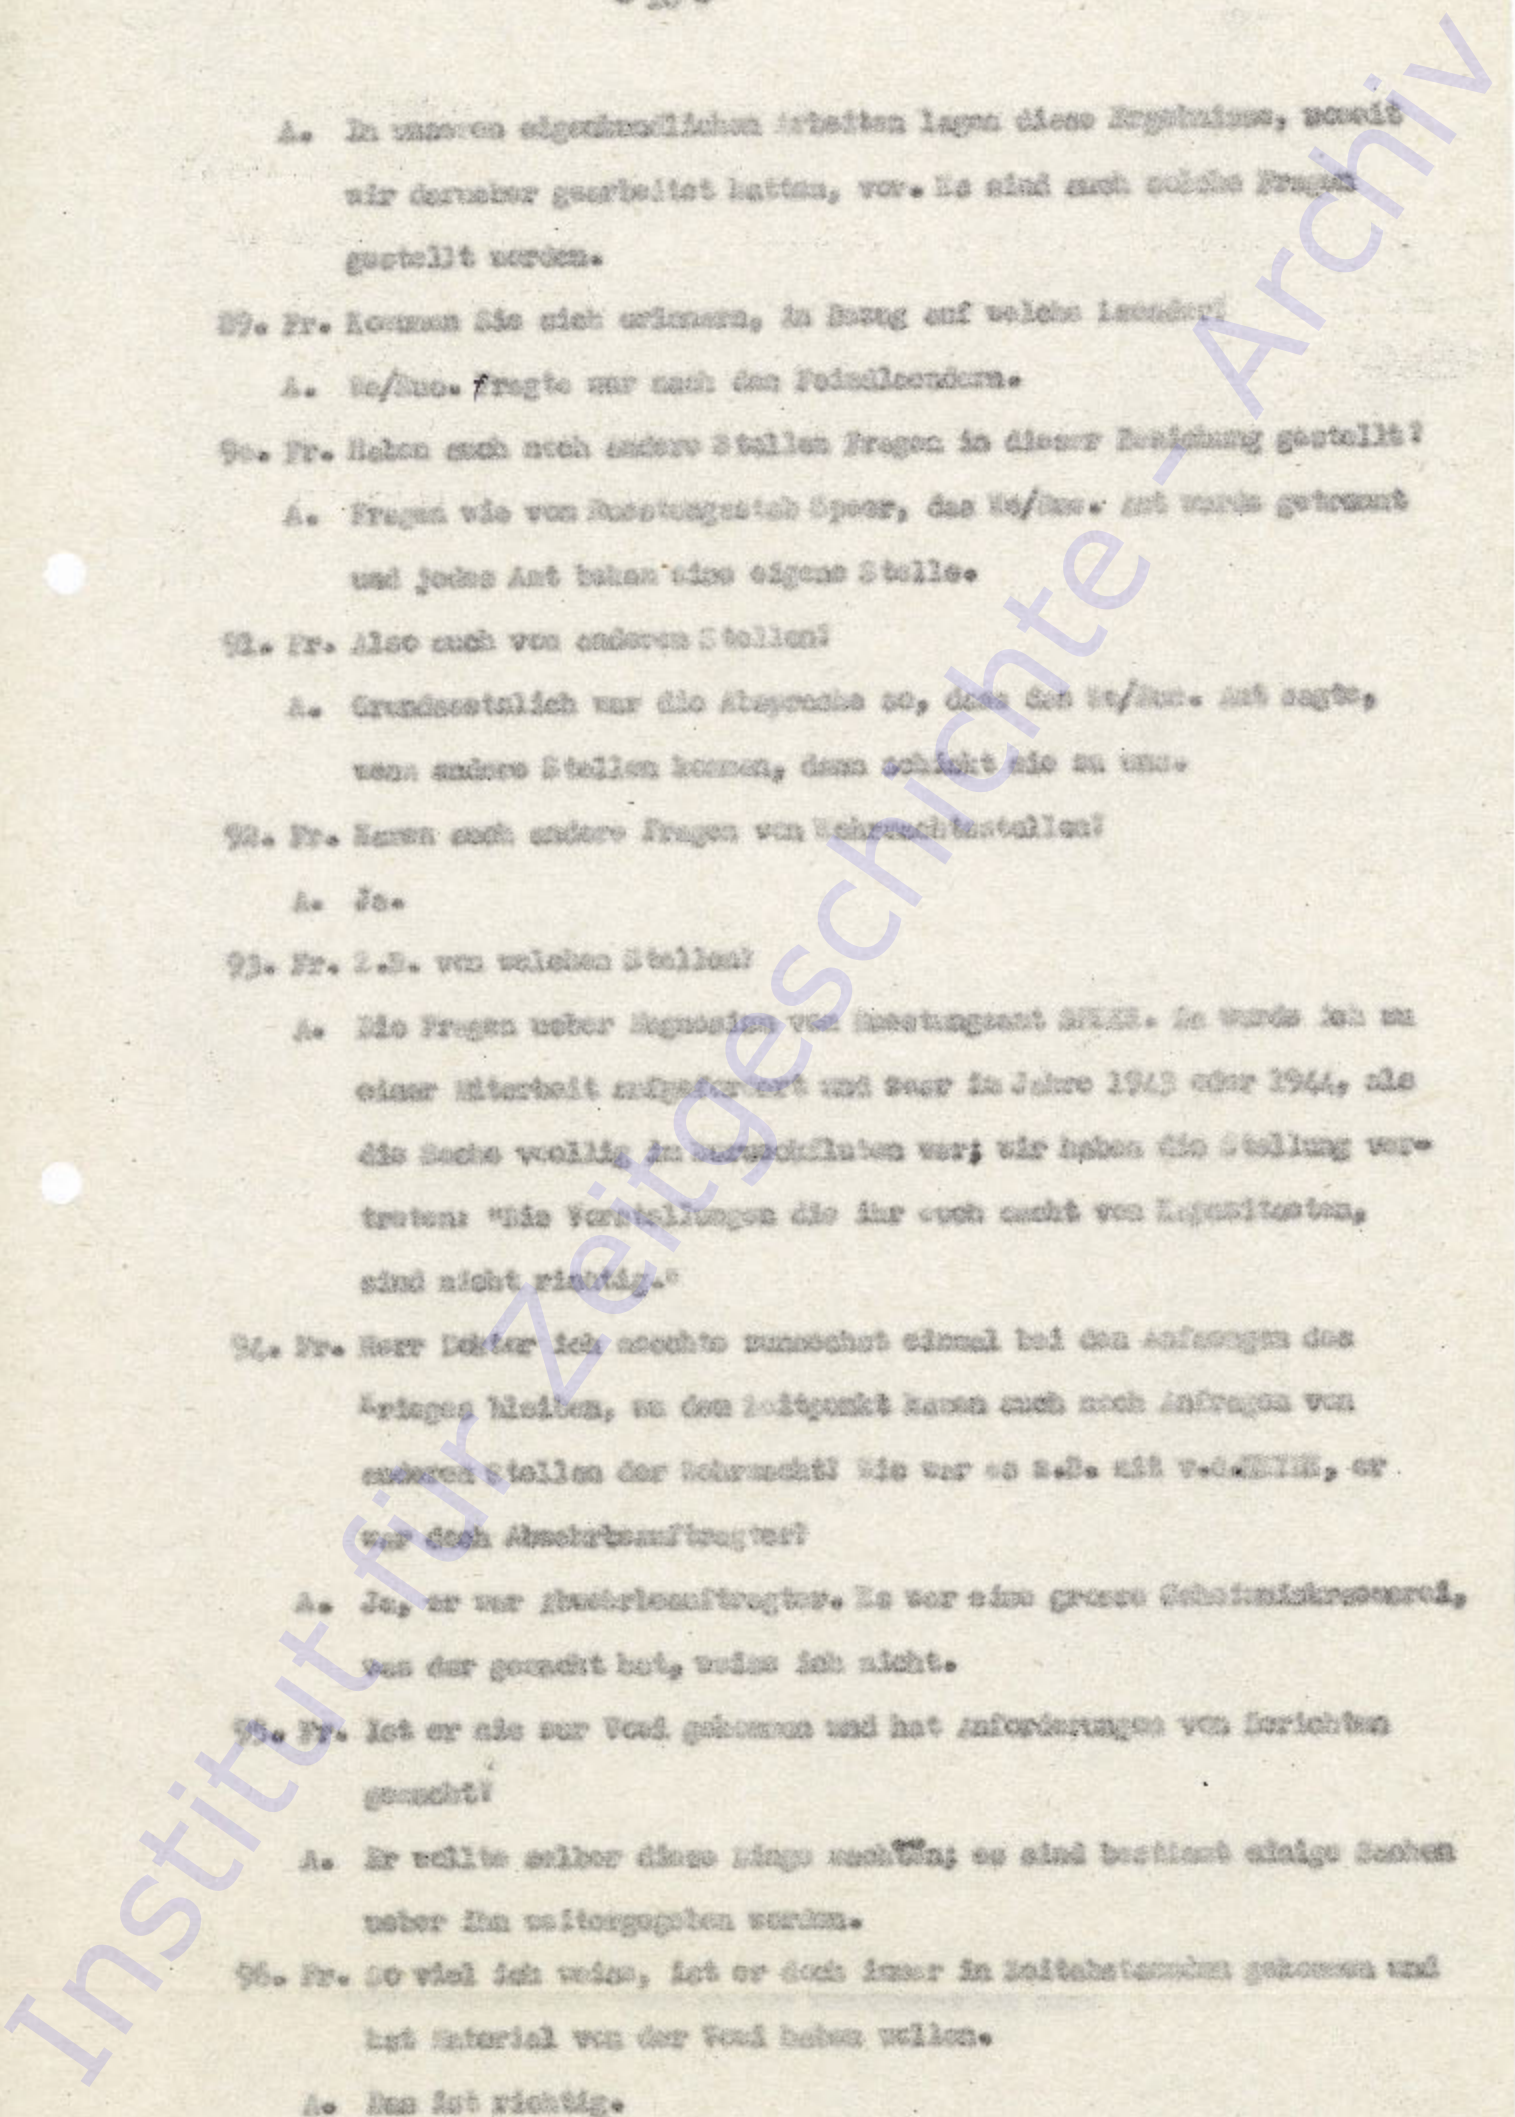 A. In unseren eigenhaendlichen Arbeiten lagen diese Ergebnisse, soweit
wir darueber gearbeitet hatten, vor. Es sind auch solche Fragen
gestellt worden.
89. Fr. Koennen Sie sich erinnern, in Bezug auf welche Laender?
A. We/Rue. fragte nur nach den Feindlaendern.
90. Fr. Haben auch noch andere Stellen Fragen in dieser Beziehung gestellt?
A. Fragen wie vom Ruestungsstab Speer, das We/Rue. Amt wurde getrennt
und jedes Amt bekam eine eigene Stelle.
91. Fr. Also auch von anderen Stellen?
A. Grundsaetzlich war die Absprache so, dass das We/Rue. Amt sagte,
wenn andere Stellen kommen, dann schickt sie zu uns.
92. Fr. Kamen auch andere Fragen von Wehrmachtsstellen?
A. Ja.
93. Fr. Z.B. von welchen Stellen?
A. Die Fragen ueber Magnesium vom Ruestungsamt SPEER. Da wurde ich zu
einer Mitarbeit aufgefordert und zwar im Jahre 1943 oder 1944, als
die Sache voellig im Zurueckfluten war; wir haben die Stellung ver-
treten: "Die Vorstellungen die ihr euch macht von Kapazitaeten,
sind nicht richtig."
94. Fr. Herr Doktor ich moechte zunaechst einmal bei den Anfaengen des
Krieges bleiben, zu dem Zeitpunkt kamen auch noch Anfragen von
anderen Stellen der Wehrmacht? Wie war es z.B. mit v.d.HEYDE, er
war doch Abwehrbeauftragter?
A. Ja, er war Abwehrbeauftragter. Es war eine grosse Geheimniskraemerei,
was der gemacht hat, weiss ich nicht.
95. Fr. Ist er nie zur Vowi gekommen und hat Anforderungen von Berichten
gemacht?
A. Er wollte selber diese Dinge machen; es sind bestimmt einige Sachen
ueber ihn weitergegeben worden.
96. Fr. So viel ich weiss, ist er doch immer in Zeitabstaenden gekommen und
hat Material von der Vowi haben wollen.
A. Das ist richtig.
Institut für Zeitgeschichte - Archiv